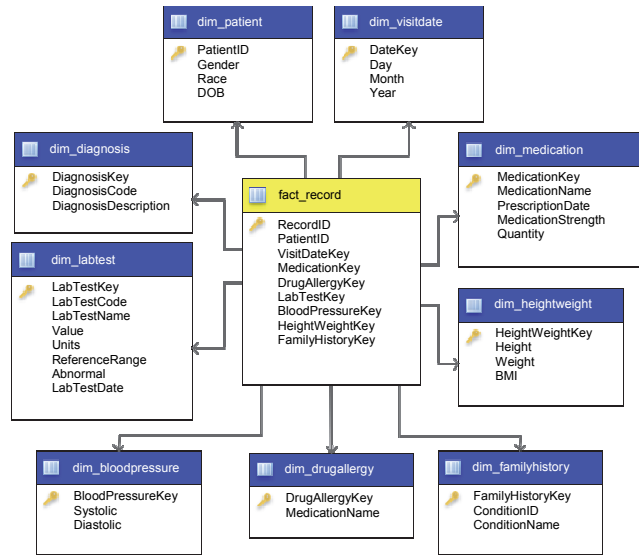 dim_patient
PatientID
Gender
Race
DOB
dim_visitdate
DateKey
Day
Month
Year
dim_diagnosis
DiagnosisKey
DiagnosisCode
DiagnosisDescription
dim_medication
MedicationKey
MedicationName
PrescriptionDate
MedicationStrength
Quantity
fact_record
RecordID
PatientID
VisitDateKey
MedicationKey
DrugAllergyKey
LabTestKey
BloodPressureKey
HeightWeightKey
FamilyHistoryKey
dim_labtest
LabTestKey
LabTestCode
LabTestName
Value
Units
ReferenceRange
Abnormal
LabTestDate
dim_heightweight
HeightWeightKey
Height
Weight
BMI
dim_bloodpressure
BloodPressureKey
Systolic
Diastolic
dim_drugallergy
DrugAllergyKey
MedicationName
dim_familyhistory
FamilyHistoryKey
ConditionID
ConditionName